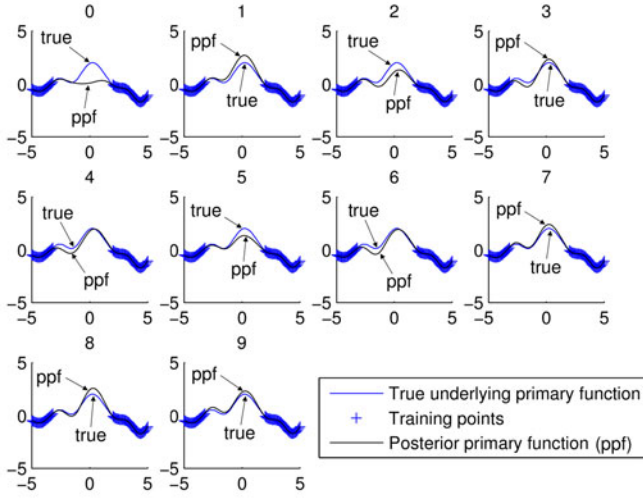 0 1 2 3
5 5 5 5
true ppf true ppf
0 0 0 0
ppf true ppf true
-5 -5 -5 -5
-5 0 5 -5 0 5 -5 0 5 -5 0 5
4 5 6 7
5 5 5 5
true true true ppf
0 0 0 0
ppf ppf ppf true
-5 -5 -5 -5
-5 0 5 -5 0 5 -5 0 5 -5 0 5
8 9
5 5
ppf ppf
0 0
true true
-5 -5
-5 0 5 -5 0 5
True underlying primary function
Training points
Posterior primary function (ppf)